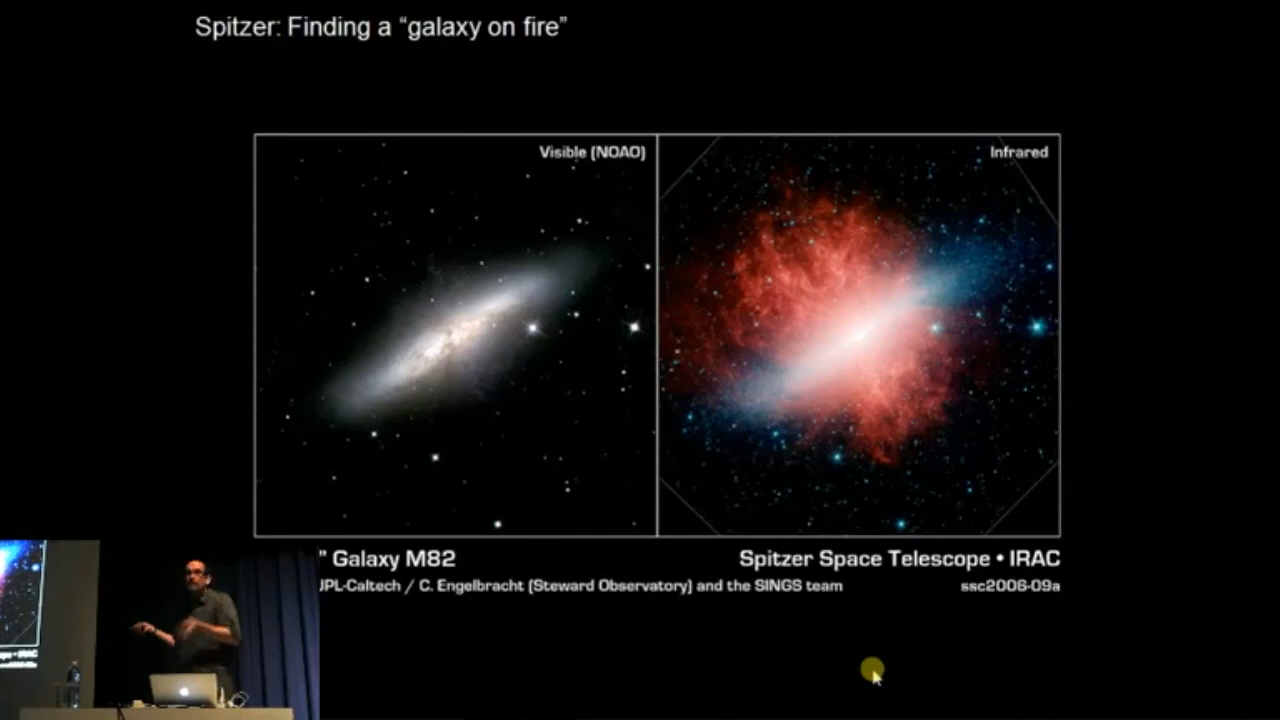 Spitzer: Finding a “galaxy on fire”
Visible (NOAO)
Infrared
” Galaxy M82
Spitzer Space Telescope • IRAC
JPL-Caltech / C. Engelbracht (Steward Observatory) and the SINGS team
ssc2006-09a
• IRAC